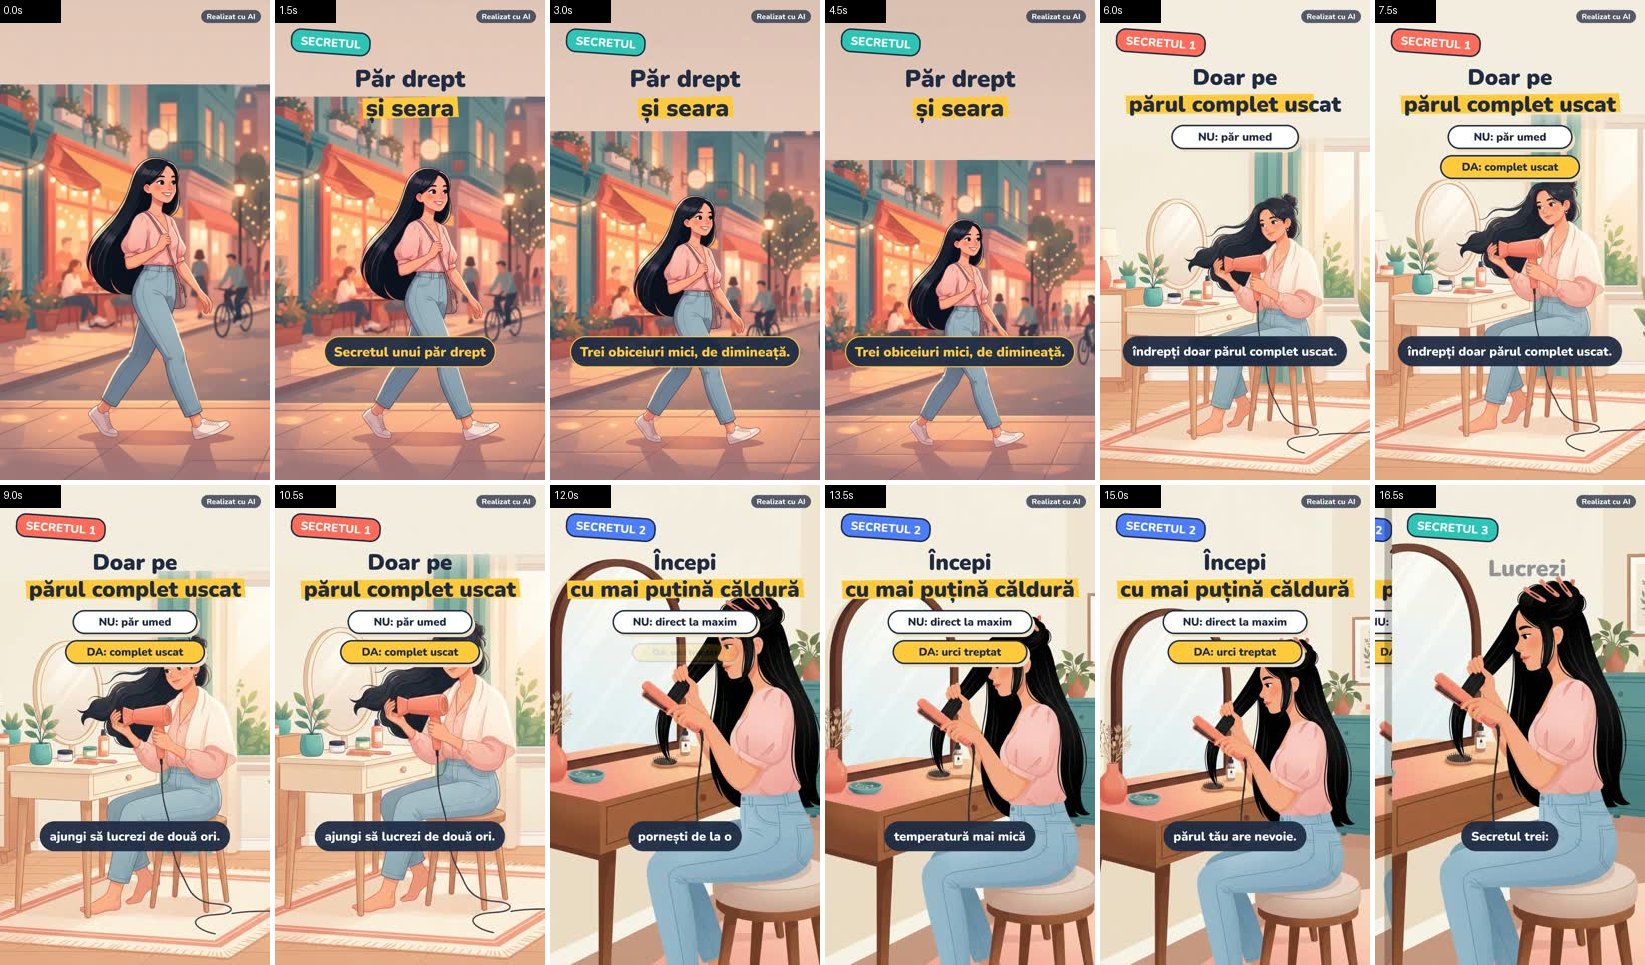 0.0s
Realizat cu AI
1.5s
Realizat cu AI
SECRETUL
Păr drept
și seara
Secretul unui păr drept
3.0s
Realizat cu AI
SECRETUL
Păr drept
și seara
Trei obiceiuri mici, de dimineață.
4.5s
Realizat cu AI
SECRETUL
Păr drept
și seara
Trei obiceiuri mici, de dimineață.
6.0s
Realizat cu AI
SECRETUL 1
Doar pe
părul complet uscat
NU: păr umed
îndrepți doar părul complet uscat.
7.5s
Realizat cu AI
SECRETUL 1
Doar pe
părul complet uscat
NU: păr umed
DA: complet uscat
îndrepți doar părul complet uscat.
9.0s
Realizat cu AI
SECRETUL 1
Doar pe
părul complet uscat
NU: păr umed
DA: complet uscat
ajungi să lucrezi de două ori.
10.5s
Realizat cu AI
SECRETUL 1
Doar pe
părul complet uscat
NU: păr umed
DA: complet uscat
ajungi să lucrezi de două ori.
12.0s
Realizat cu AI
SECRETUL 2
Începi
cu mai puțină căldură
NU: direct la maxim
pornești de la o
13.5s
Realizat cu AI
SECRETUL 2
Începi
cu mai puțină căldură
NU: direct la maxim
DA: urci treptat
temperatură mai mică
15.0s
Realizat cu AI
SECRETUL 2
Începi
cu mai puțină căldură
NU: direct la maxim
DA: urci treptat
părul tău are nevoie.
16.5s
Realizat cu AI
2
SECRETUL 3
Lucrezi
p
NU:
DA
Secretul trei: